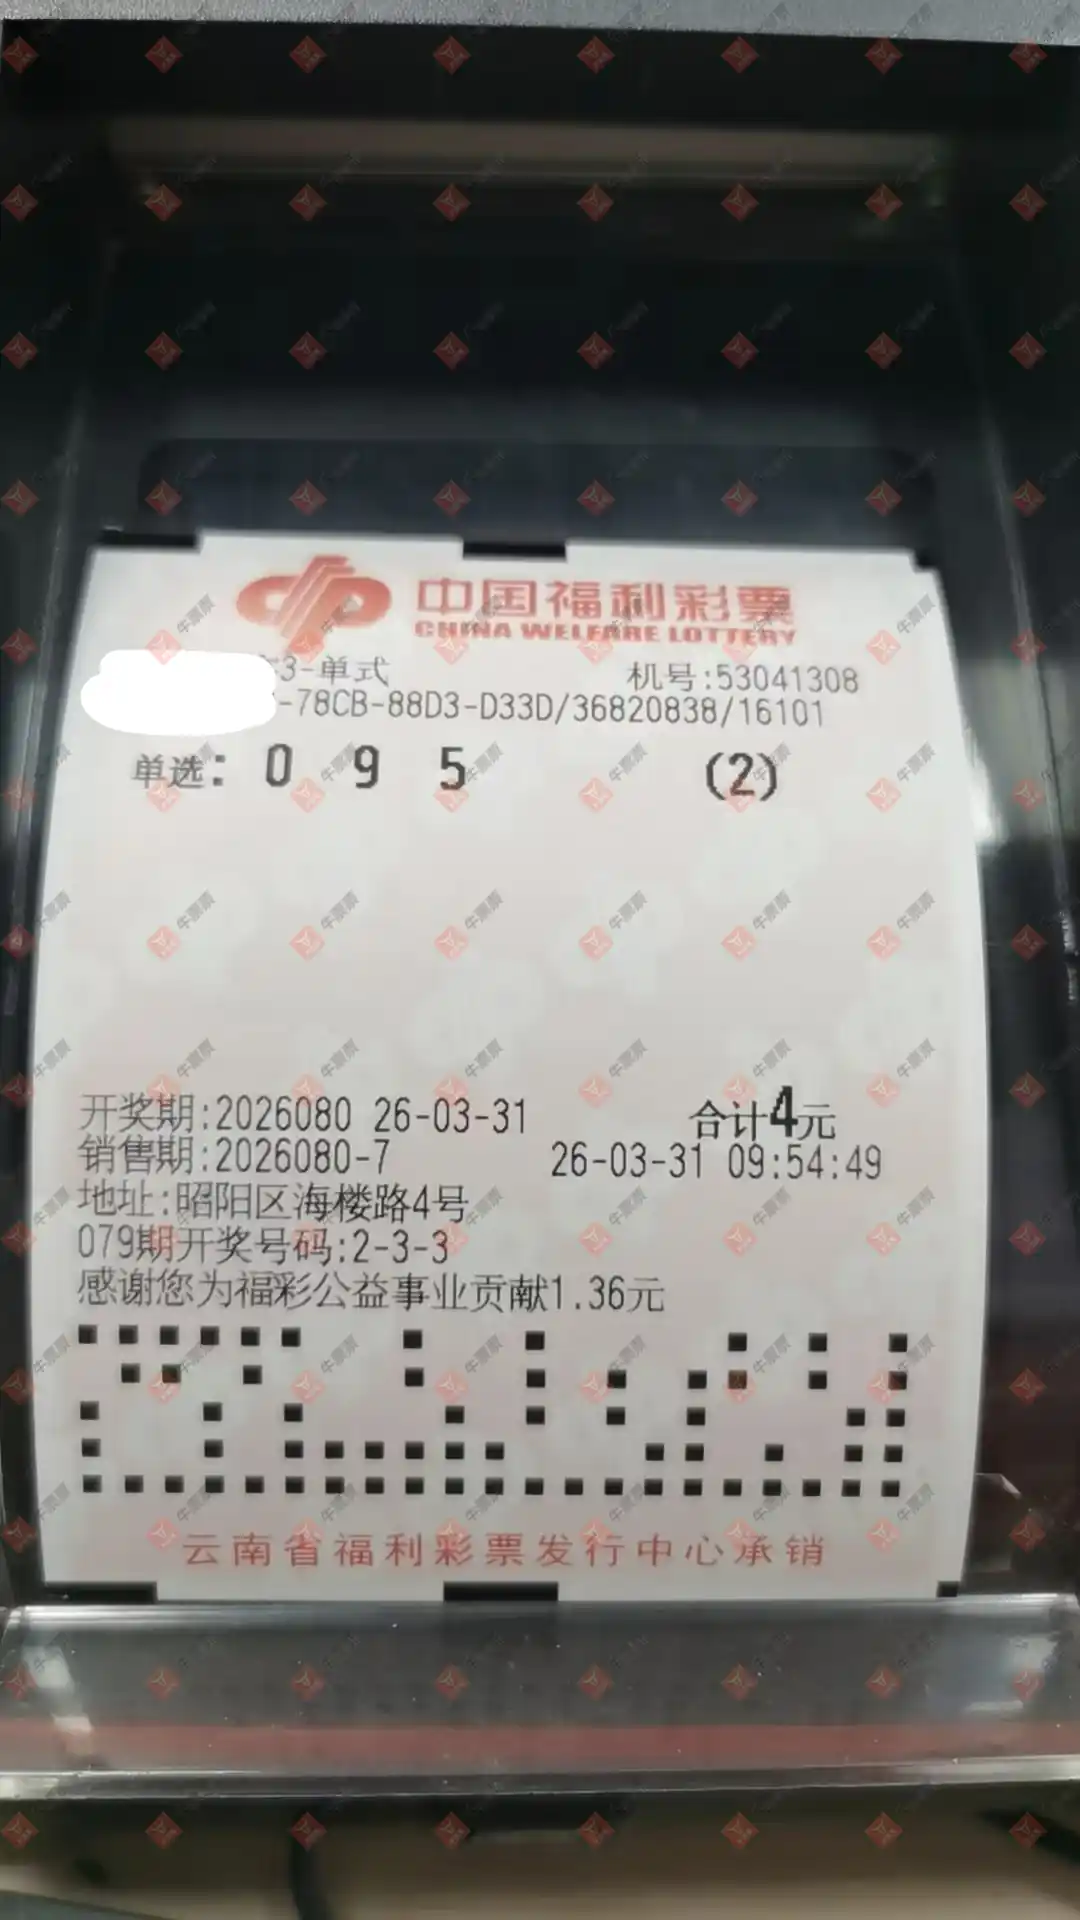 中国福利彩票
CHINA WELFARE LOTTERY
3-单式 机号:53041308
-78CB-88D3-D33D/36820838/16101
单选: 0 9 5 (2)
开奖期:2026080 26-03-31 合计4元
销售期:2026080-7 26-03-31 09:54:49
地址:昭阳区海楼路4号
079期开奖号码:2-3-3
感谢您为福彩公益事业贡献1.36元
云南省福利彩票发行中心承销
牛票票